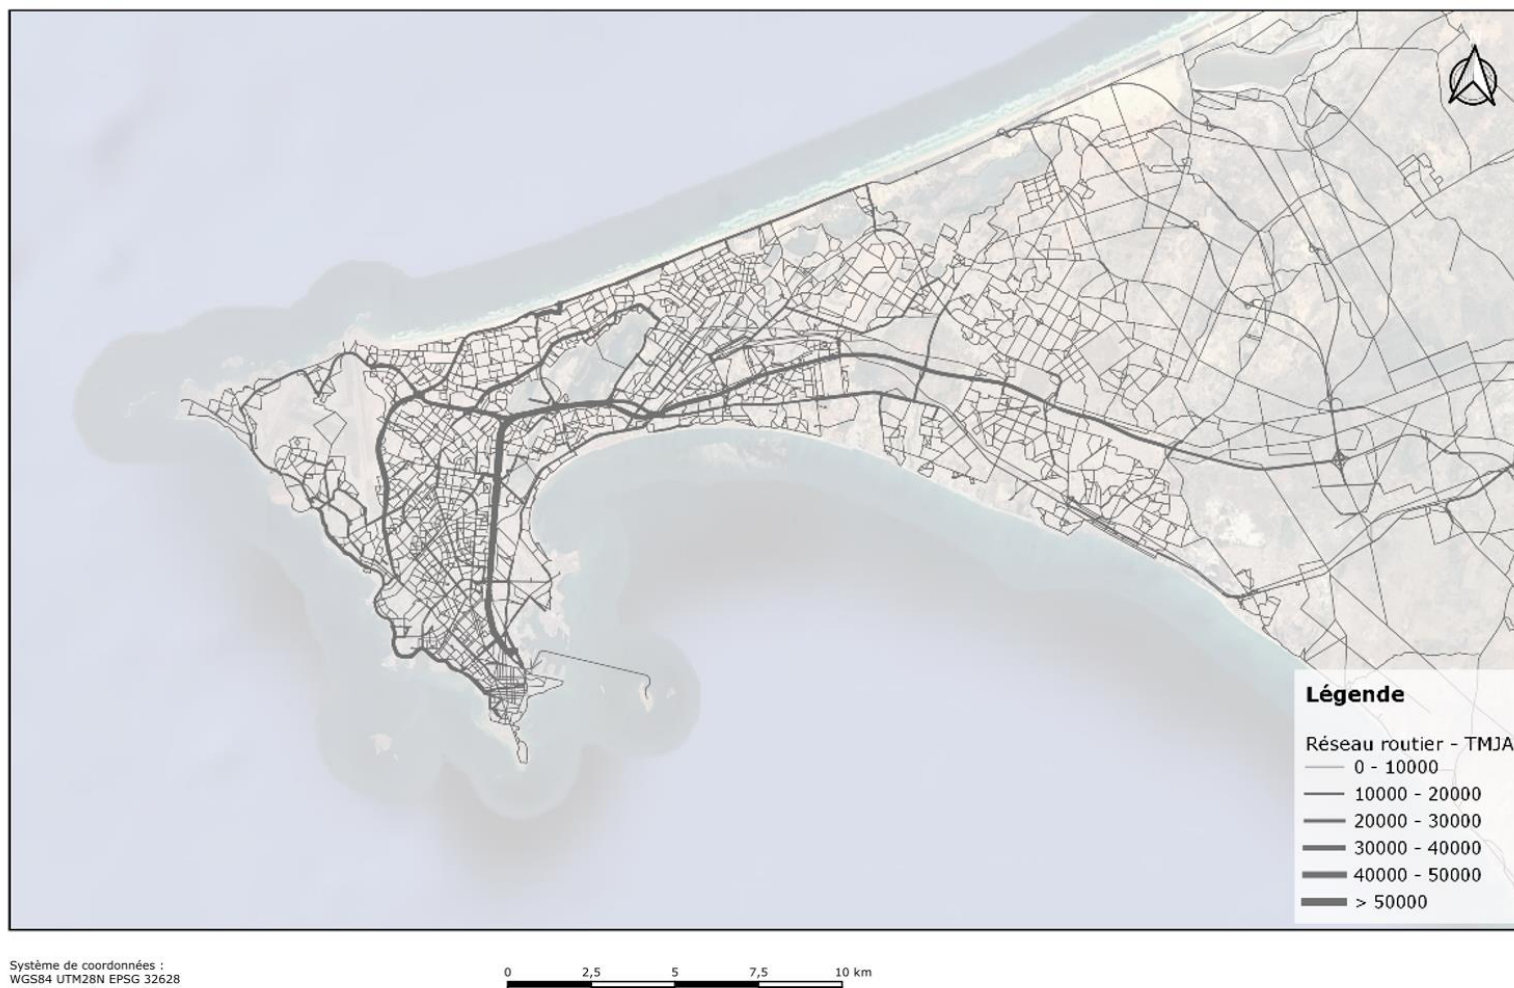 N
Légende
Réseau routier - TMJA
0 - 10000
10000 - 20000
20000 - 30000
30000 - 40000
40000 - 50000
> 50000
Système de coordonnées :
WGS84 UTM28N EPSG 32628
0 2,5 5 7,5 10 km